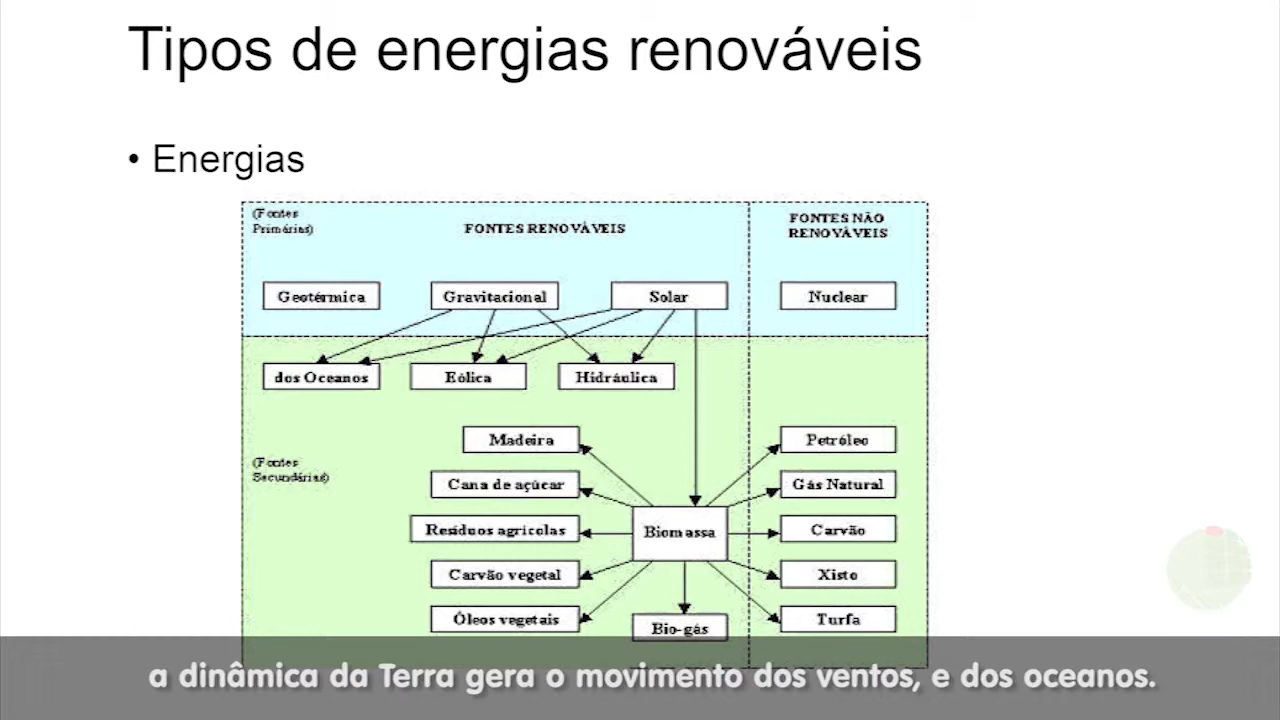 Tipos de energias renováveis
• Energias
(Fontes
Primárias)
FONTES RENOVÁVEIS
FONTES NÃO
RENOVÁVEIS
Geotérmica
Gravitacional
Solar
Nuclear
dos Oceanos
Eólica
Hidráulica
Madeira
Petróleo
(Fontes
Secundárias)
Cana de açúcar
Gás Natural
Resíduos agrícolas
Biomassa
Carvão
Carvão vegetal
Xisto
Óleos vegetais
Bio-gás
Turfa
a dinâmica da Terra gera o movimento dos ventos, e dos oceanos.